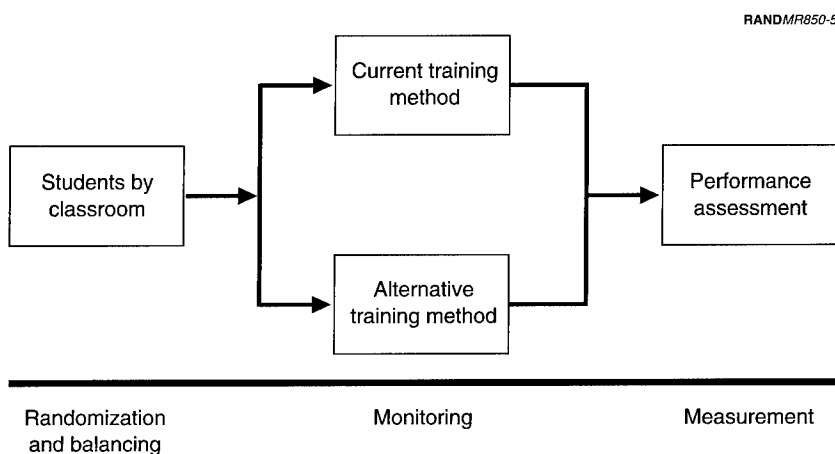 RANDMR850-5
Current training
method
Students by
classroom
Performance
assessment
Alternative
training method
Randomization
and balancing
Monitoring
Measurement